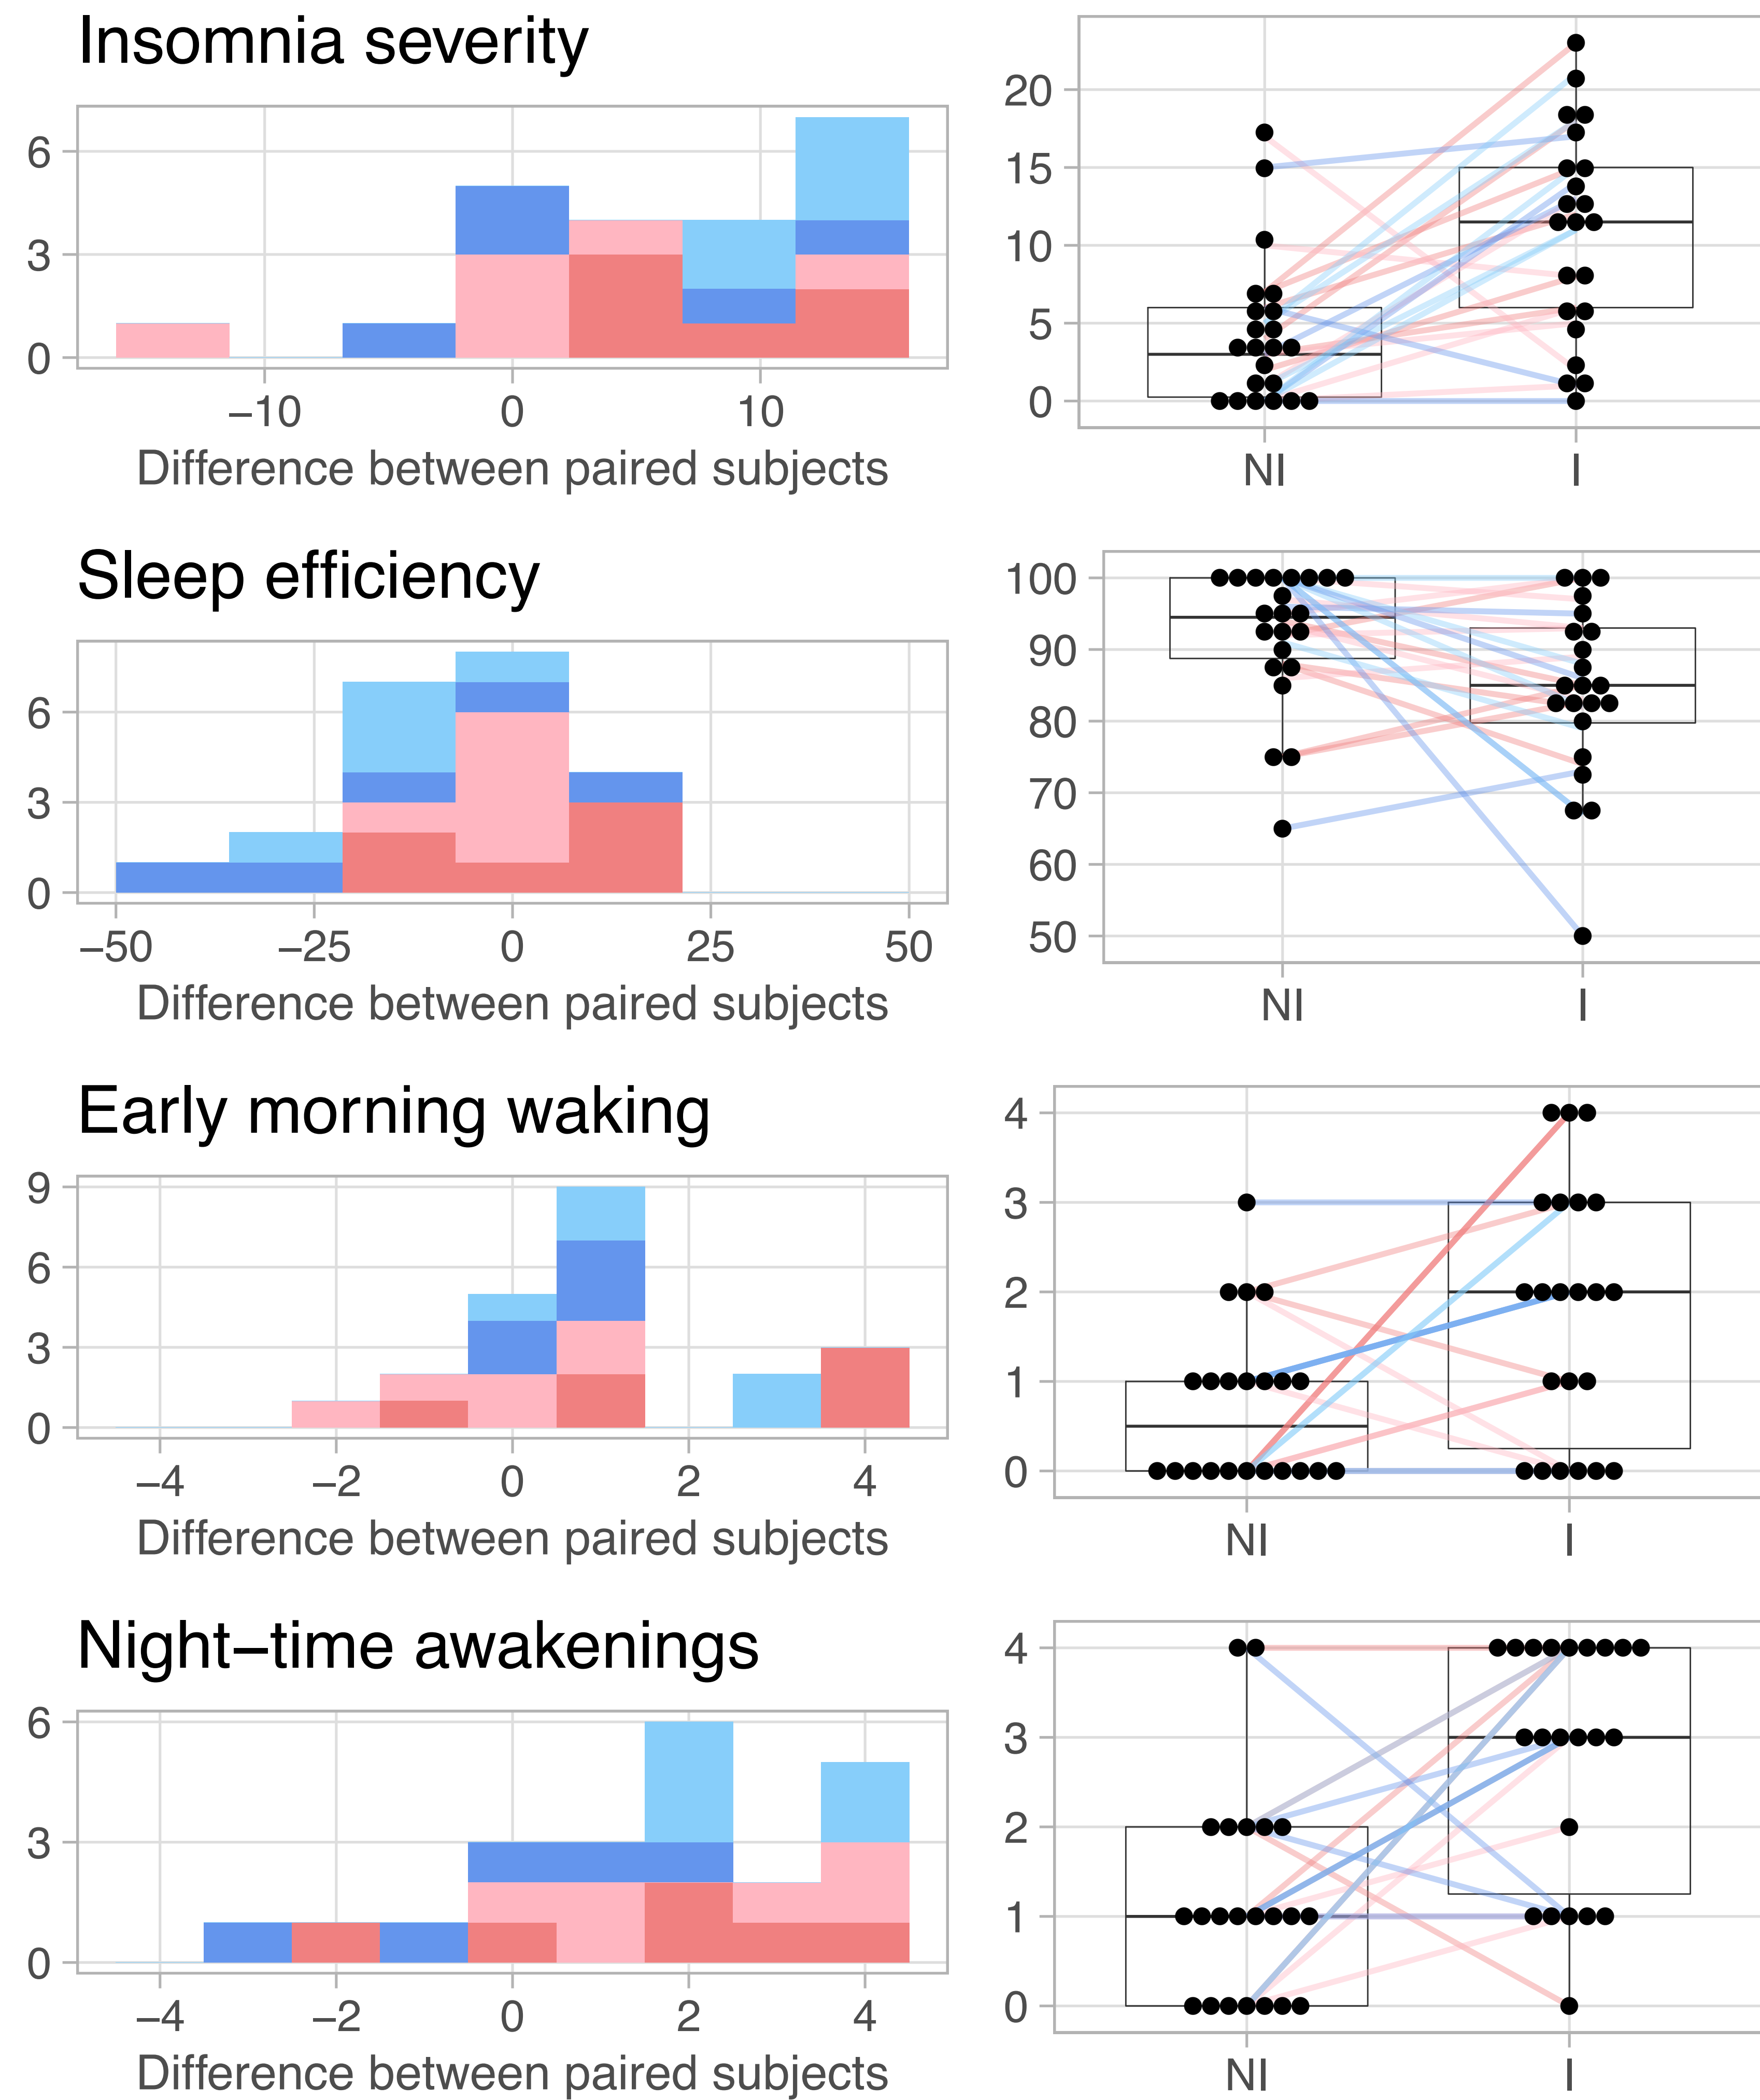 Insomnia severity
6
3
0
−10 0 10
Difference between paired subjects
20
15
10
5
0
NI I
Sleep efficiency
6
3
0
−50 −25 0 25 50
Difference between paired subjects
100
90
80
70
60
50
NI I
Early morning waking
9
6
3
0
−4 −2 0 2 4
Difference between paired subjects
4
3
2
1
0
NI I
Night−time awakenings
6
3
0
−4 −2 0 2 4
Difference between paired subjects
4
3
2
1
0
NI I